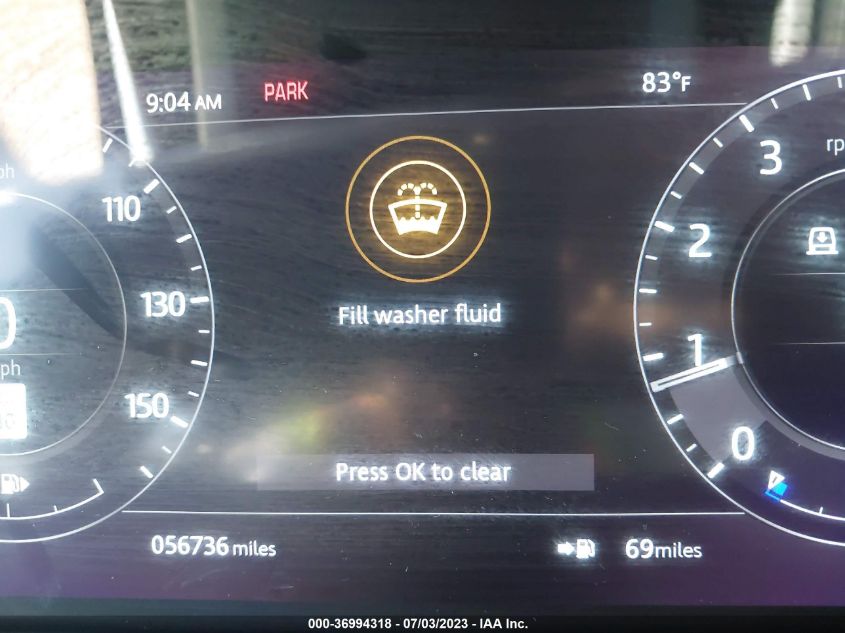 9:04 AM PARK 83°F
110
130
150
Fill washer fluid
Press OK to clear
3
2
1
0
056736 miles
69 miles
000-36994318 - 07/03/2023 - IAA Inc.